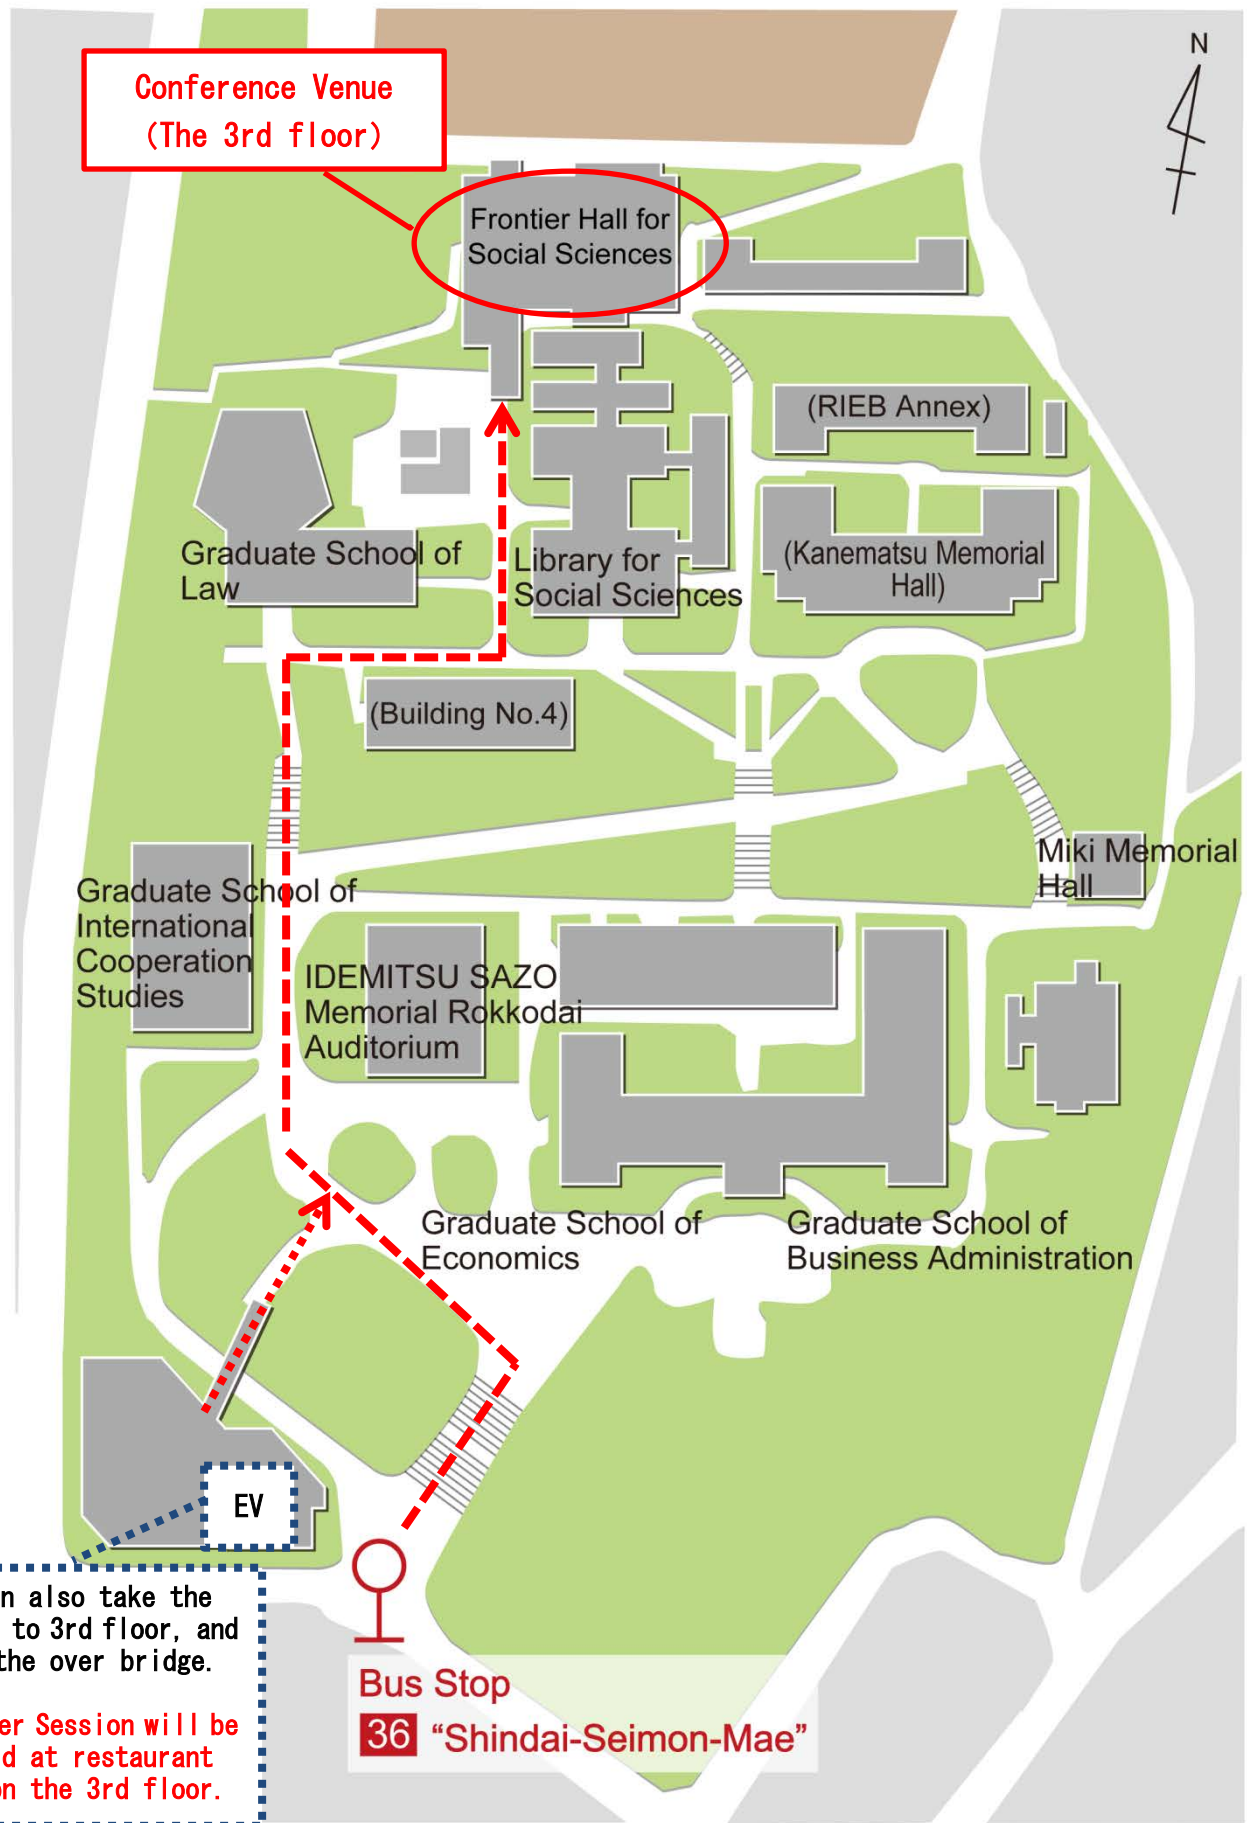 N
Conference Venue
(The 3rd floor)
Frontier Hall for
Social Sciences
(RIEB Annex)
Graduate School of
Law
Library for
Social Sciences
(Kanematsu Memorial
Hall)
(Building No.4)
Miki Memorial
Hall
Graduate School of
International
Cooperation
Studies
IDEMITSU SAZO
Memorial Rokkodai
Auditorium
Graduate School of
Economics
Graduate School of
Business Administration
EV
also take the
to 3rd floor, and
the over bridge.
Session will be
at restaurant
on the 3rd floor.
Bus Stop
36 “Shindai-Seimon-Mae”